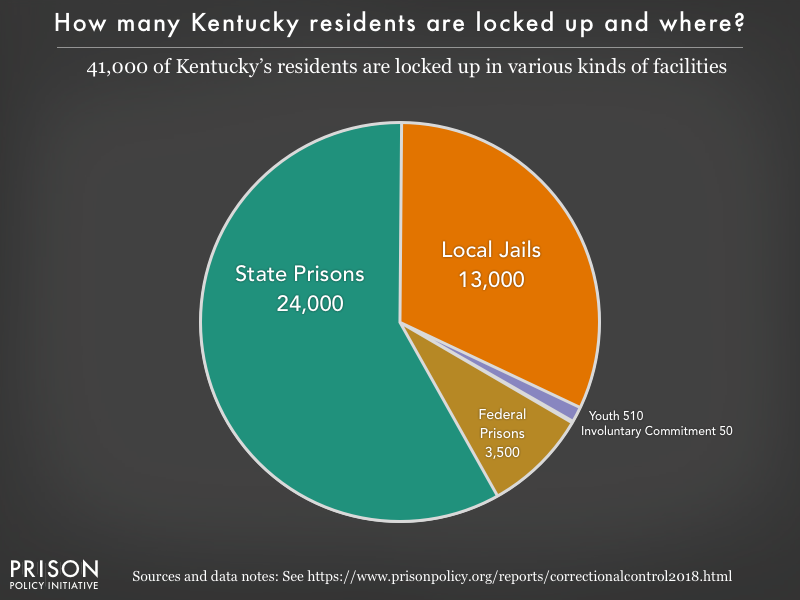 How many Kentucky residents are locked up and where?
41,000 of Kentucky’s residents are locked up in various kinds of facilities
Local Jails
13,000
State Prisons
24,000
Federal
Prisons
3,500
Youth 510
Involuntary Commitment 50
PRISON
POLICY INITIATIVE
Sources and data notes: See https://www.prisonpolicy.org/reports/correctionalcontrol2018.html